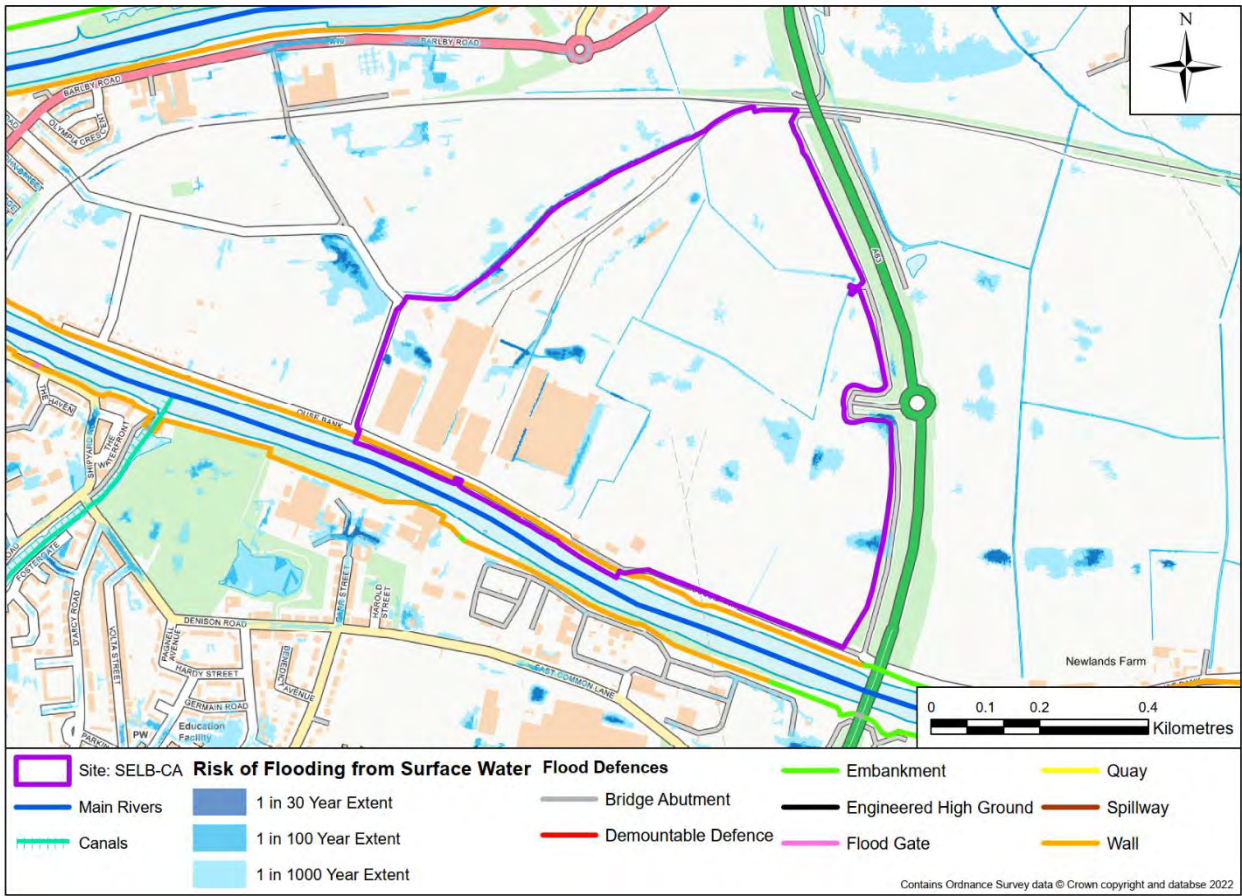 N
A19
BARLBY ROAD
BARLBY ROAD
OLYMPIA CRESCENT
A63
OUSE BANK
THE HAVEN
SHIPYARD
THE WATERFRONT
ROAD
FOSTERGATE
D'ARCY ROAD
VOLTA STREET
PAGNELL AVENUE
DENISON ROAD
HARDY STREET
GERMAIN ROAD
BENEDICT AVENUE
CARR STREET
HAROLD STREET
EAST COMMON LANE
Education Facility
PW
Newlands Farm
0 0.1 0.2 0.4
Kilometres
Site: SELB-CA
Main Rivers
Canals
Risk of Flooding from Surface Water
1 in 30 Year Extent
1 in 100 Year Extent
1 in 1000 Year Extent
Flood Defences
Bridge Abutment
Demountable Defence
Embankment
Engineered High Ground
Flood Gate
Quay
Spillway
Wall
Contains Ordnance Survey data © Crown copyright and databse 2022